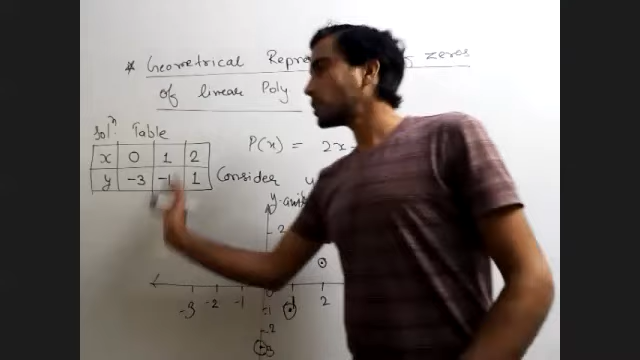 * Geometrical Repr zeros
of linear Poly
Solⁿ. Table
P(x) = 2x-
x 0 1 2
y -3 -1 1
Consider
y-axis
2
-3 -2 -1 0 2
-1
-2
-3